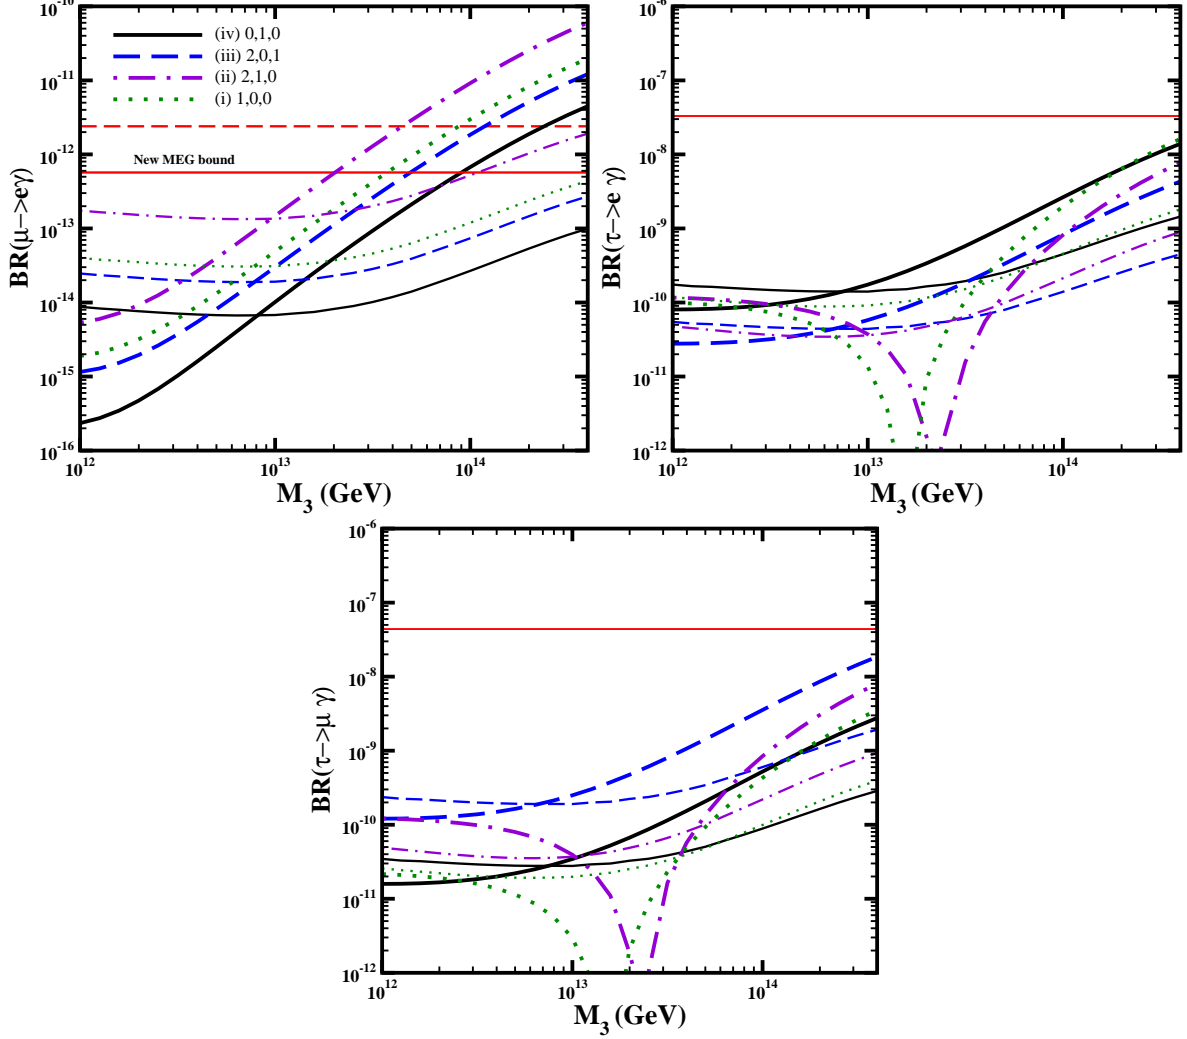 BR(μ−>eγ)
10^-10
10^-11
10^-12
10^-13
10^-14
10^-15
10^-16
(iv) 0,1,0
(iii) 2,0,1
(ii) 2,1,0
(i) 1,0,0
New MEG bound
10^12
10^13
10^14
M_3 (GeV)
BR(τ−>e γ)
10^-6
10^-7
10^-8
10^-9
10^-10
10^-11
10^-12
10^12
10^13
10^14
M_3 (GeV)
BR(τ−>μ γ)
10^-6
10^-7
10^-8
10^-9
10^-10
10^-11
10^-12
10^12
10^13
10^14
M_3 (GeV)